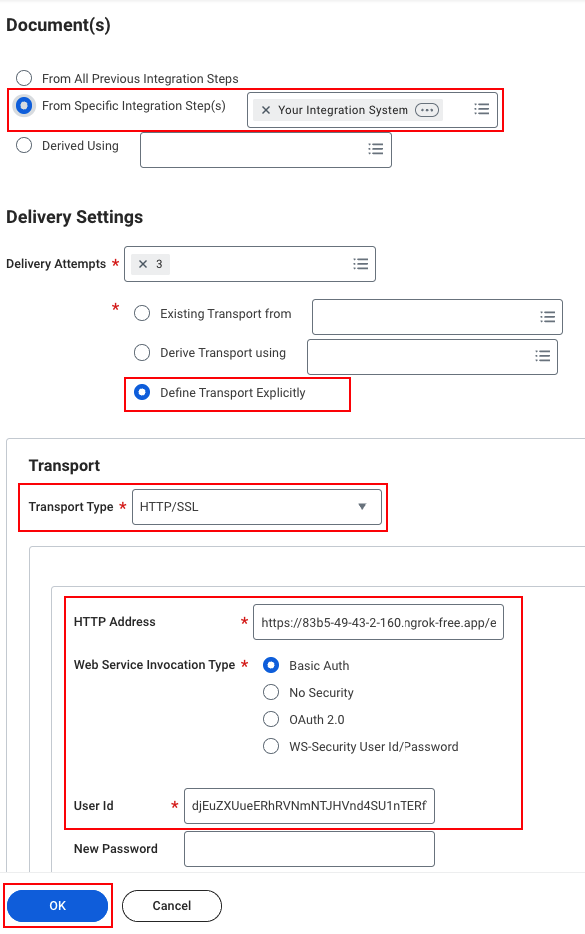 Document(s)
From All Previous Integration Steps
From Specific Integration Step(s) × Your Integration System
Derived Using
Delivery Settings
Delivery Attempts * × 3
* Existing Transport from
Derive Transport using
Define Transport Explicitly
Transport
Transport Type * HTTP/SSL
HTTP Address * https://83b5-49-43-2-160.ngrok-free.app/e
Web Service Invocation Type * Basic Auth
No Security
OAuth 2.0
WS-Security User Id/Password
User Id * djEuZXUueERhRVNmNTJHVnd4SU1nTERf
New Password
OK Cancel